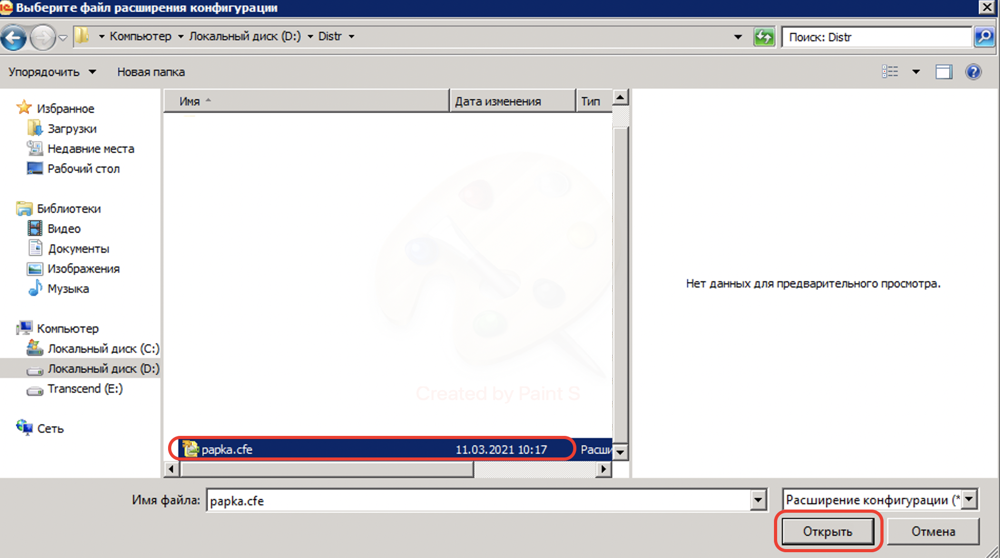 Выберите файл расширения конфигурации
Компьютер Локальный диск (D:) Distr
Поиск: Distr
Упорядочить Новая папка
Имя Дата изменения Тип
Избранное
Загрузки
Недавние места
Рабочий стол
Библиотеки
Видео
Документы
Изображения
Музыка
Компьютер
Локальный диск (C:)
Локальный диск (D:)
Transcend (E:)
Сеть
Нет данных для предварительного просмотра.
Created by Paint S
papka.cfe 11.03.2021 10:17 Расши
Имя файла: papka.cfe Расширение конфигурации (*
Открыть Отмена